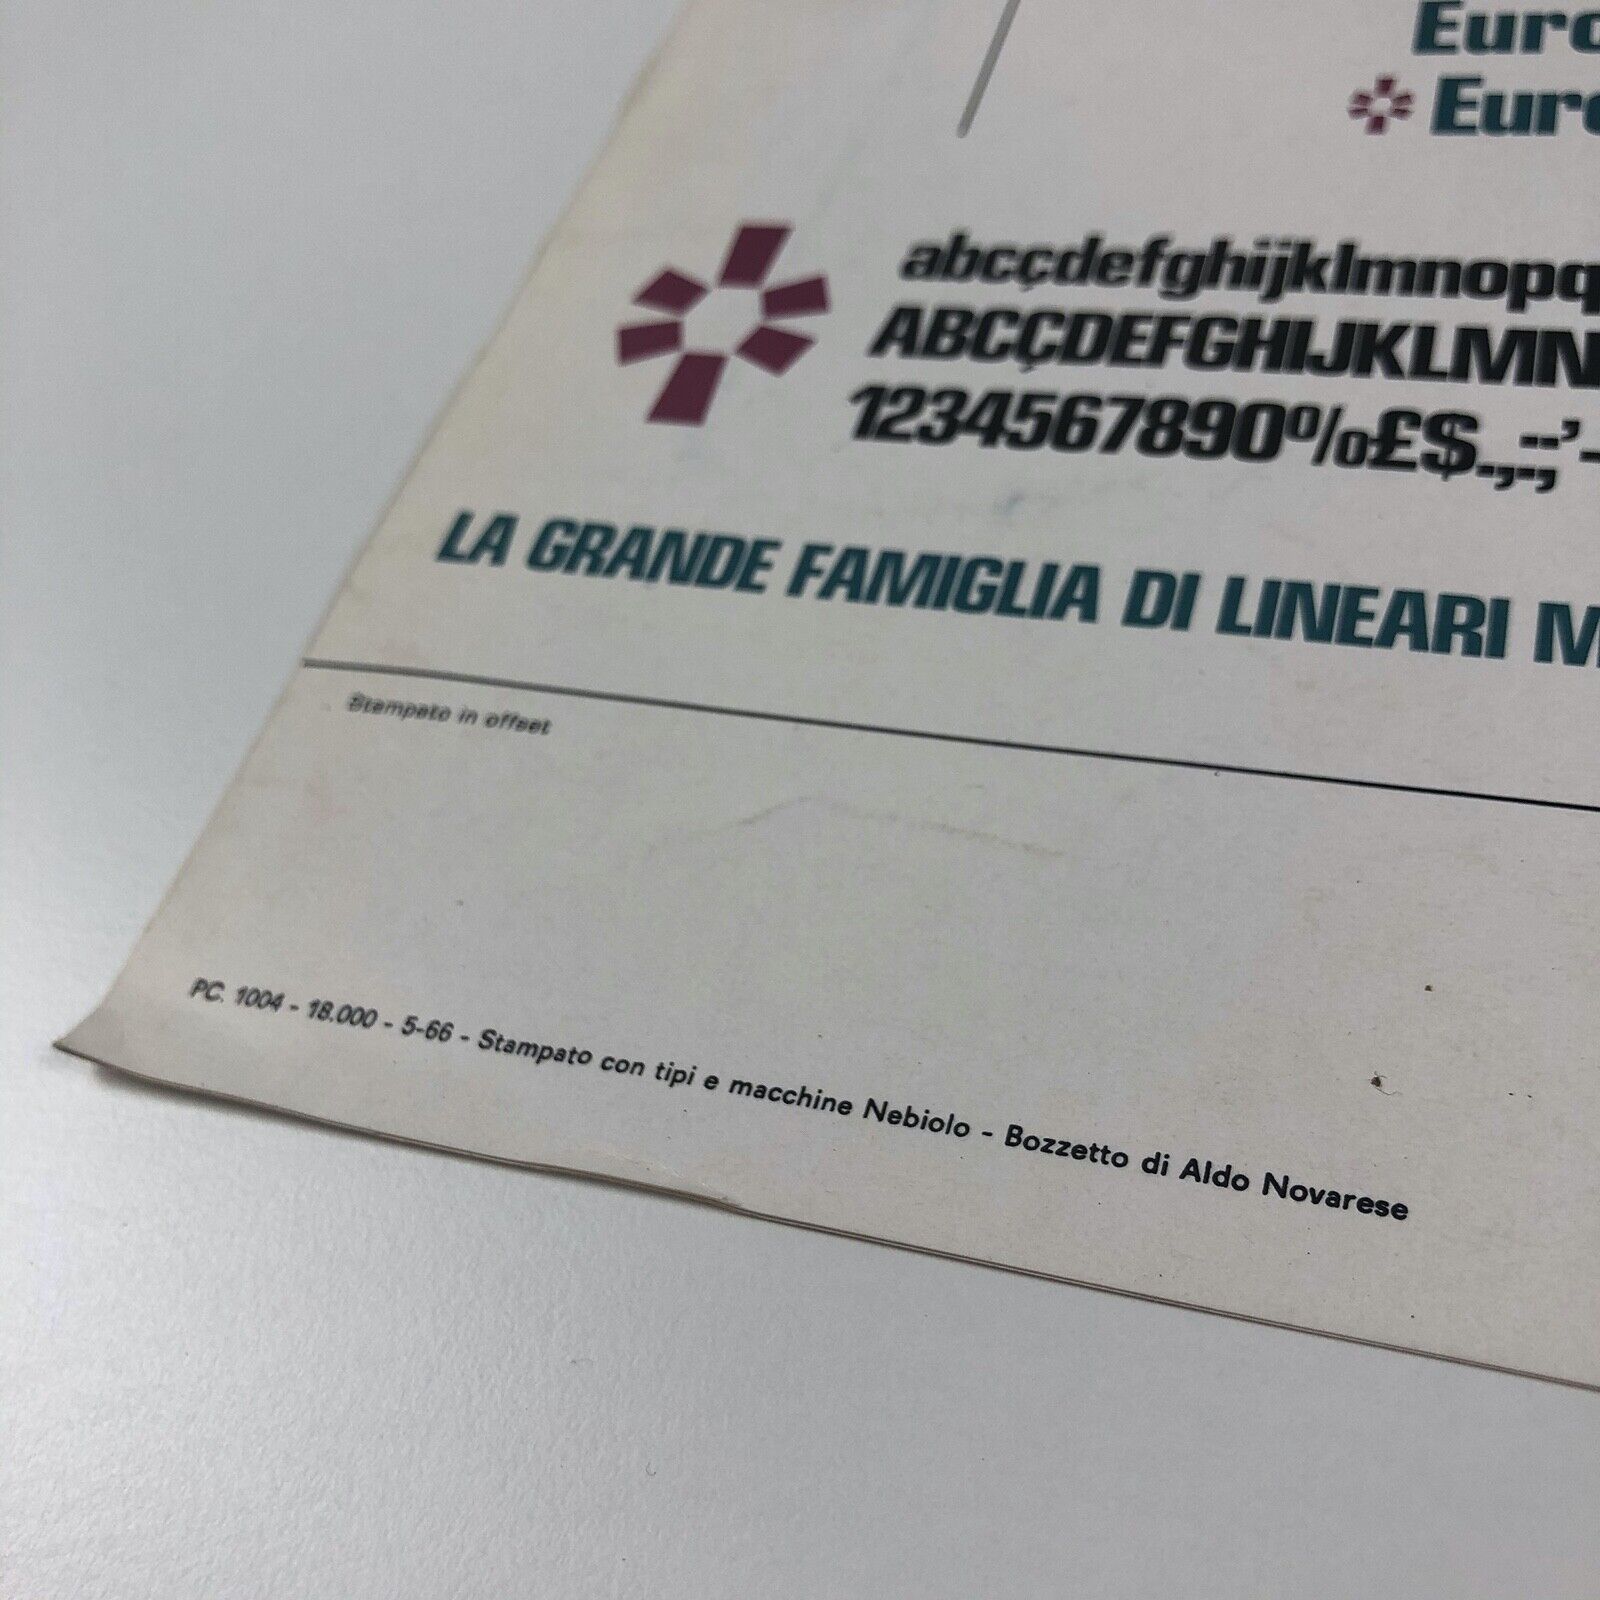 Euro
Euro
abcçdefghijklmnopq
ABCÇDEFGHIJKLMN
1234567890%£$.,:;'-
LA GRANDE FAMIGLIA DI LINEARI M
Stampato in offset
PC. 1004 - 18.000 - 5-66 - Stampato con tipi e macchine Nebiolo - Bozzetto di Aldo Novarese